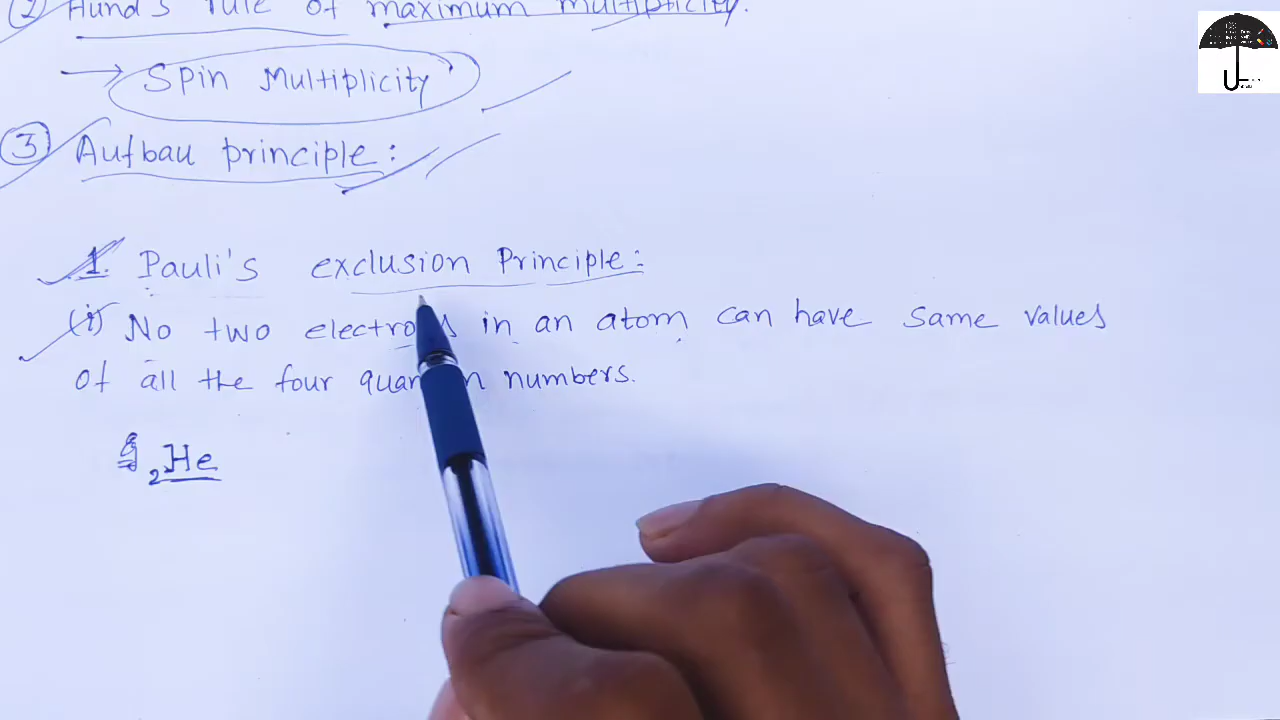 (2) Hund's rule of maximum multiplicity.
→ Spin Multiplicity
3 Aufbau principle:
1. Pauli's exclusion Principle:
(i) No two electrons in an atom can have same values
of all the four quantum numbers.
2He